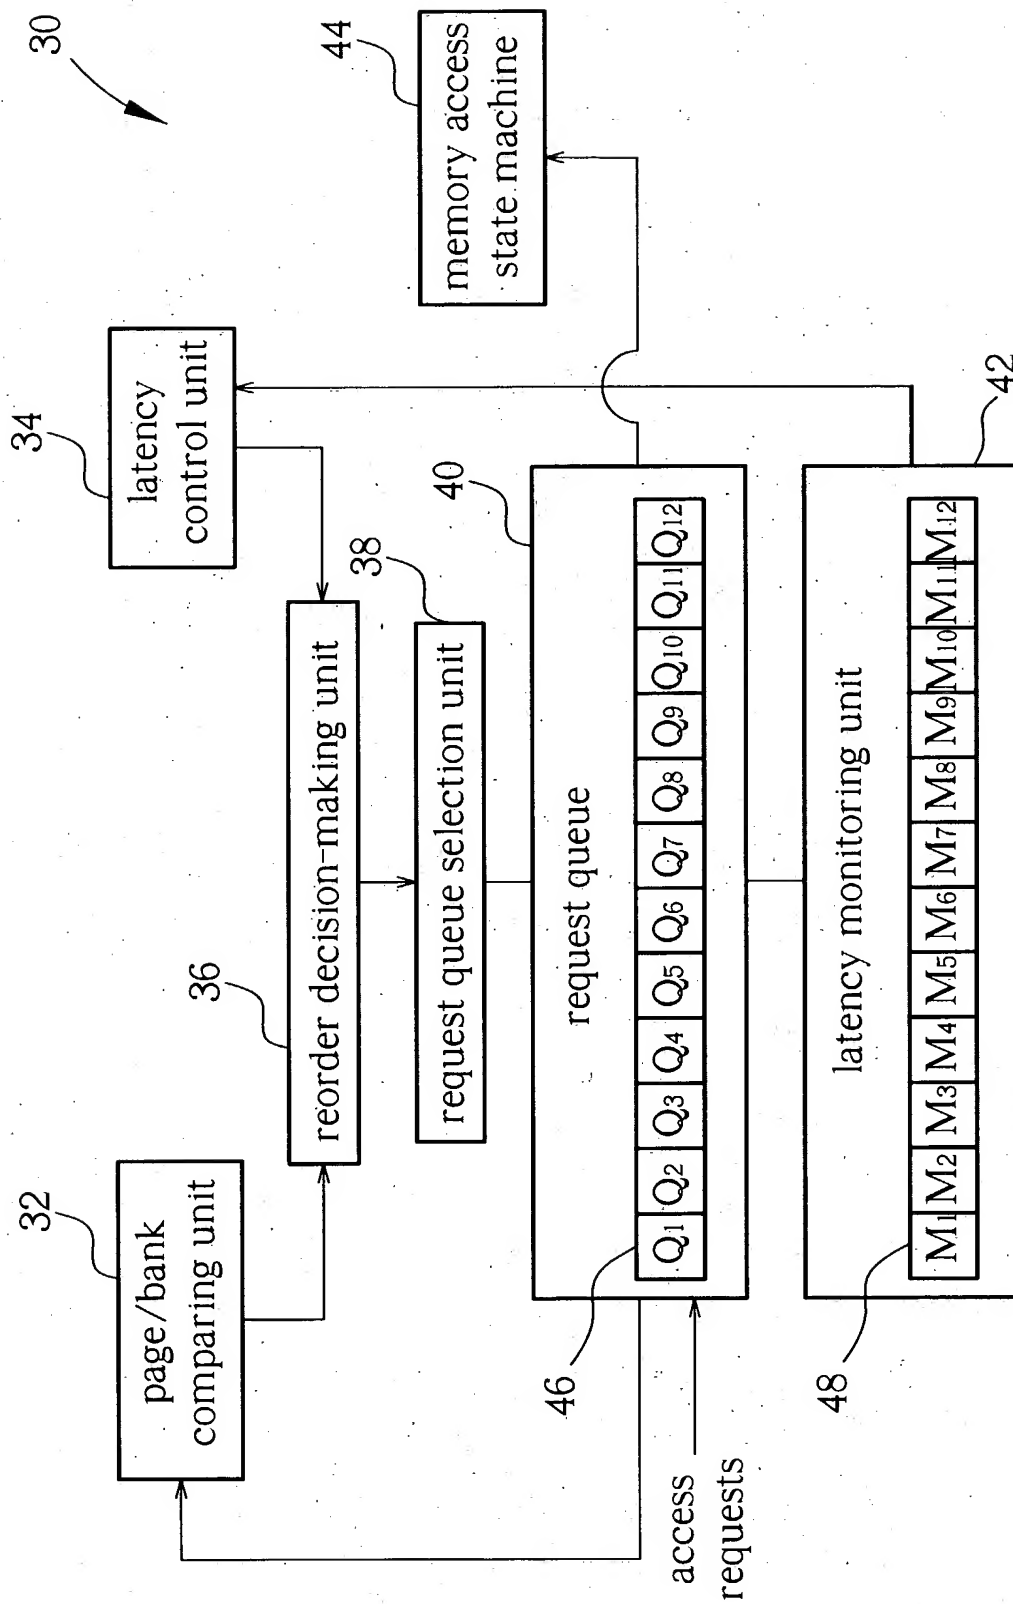 30
32
page/bank
comparing unit
34
latency
control unit
44
memory access
state machine
36
reorder decision-making unit
38
request queue selection unit
40
request queue
46
Q1 Q2 Q3 Q4 Q5 Q6 Q7 Q8 Q9 Q10 Q11 Q12
access
requests
42
latency monitoring unit
48
M1 M2 M3 M4 M5 M6 M7 M8 M9 M10 M11 M12